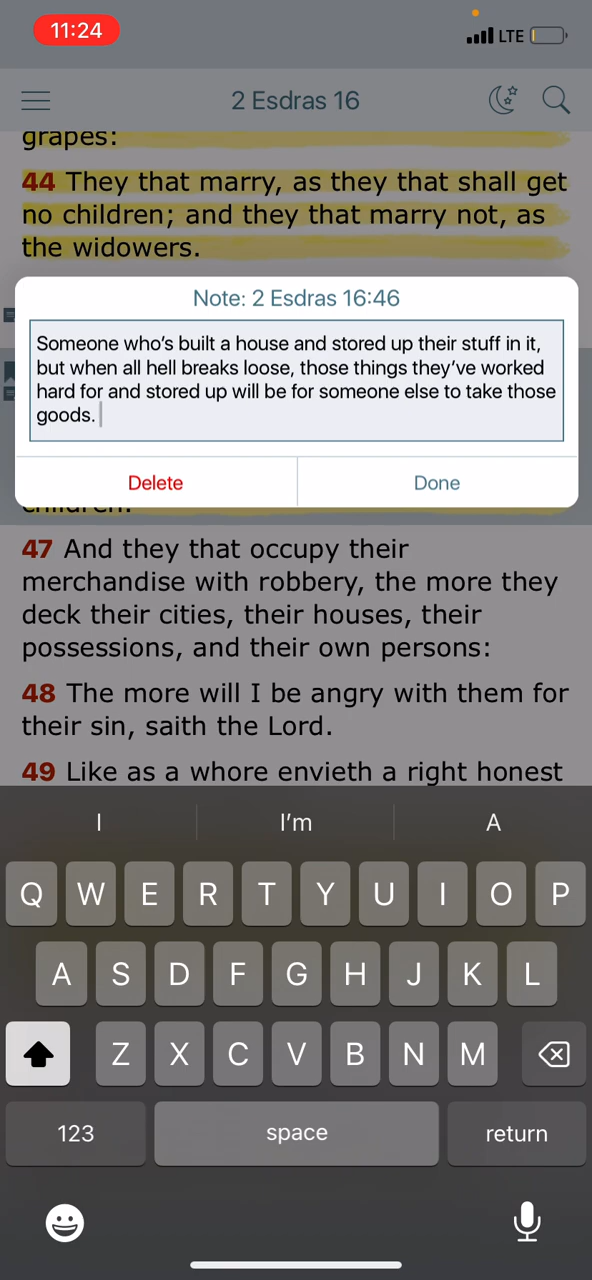 11:24
LTE
2 Esdras 16
grapes:
44 They that marry, as they that shall get
no children; and they that marry not, as
the widowers.
Note: 2 Esdras 16:46
Someone who’s built a house and stored up their stuff in it,
but when all hell breaks loose, those things they’ve worked
hard for and stored up will be for someone else to take those
goods.
Delete
Done
children:
47 And they that occupy their
merchandise with robbery, the more they
deck their cities, their houses, their
possessions, and their own persons:
48 The more will I be angry with them for
their sin, saith the Lord.
49 Like as a whore envieth a right honest
I
I’m
A
Q W E R T Y U I O P
A S D F G H J K L
Z X C V B N M
123
space
return